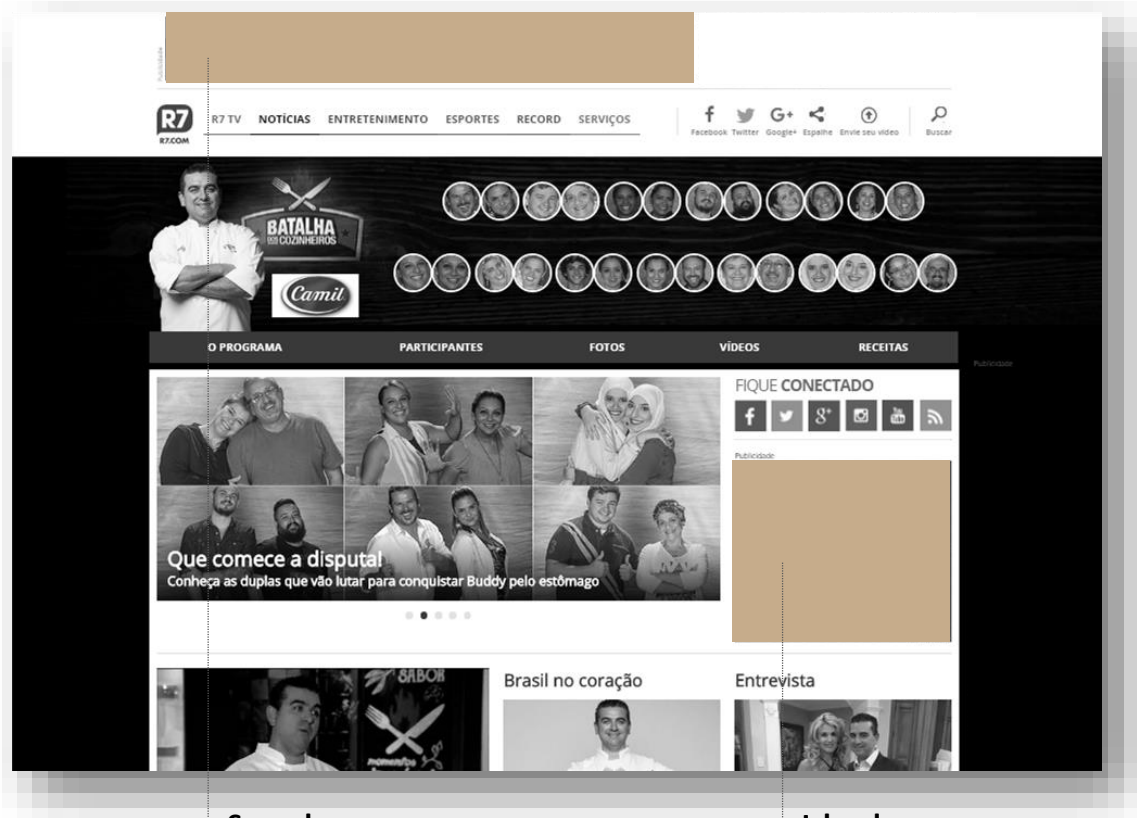 Publicidade
R7
R7.COM
R7 TV NOTÍCIAS ENTRETENIMENTO ESPORTES RECORD SERVIÇOS
Facebook Twitter Google+ Espalhe Envie seu vídeo Buscar
BATALHA
DOS COZINHEIROS
Camil
O PROGRAMA PARTICIPANTES FOTOS VÍDEOS RECEITAS
Publicidade
FIQUE CONECTADO
Publicidade
Que comece a disputa!
Conheça as duplas que vão lutar para conquistar Buddy pelo estômago
SABOR
momentos
Brasil no coração
Entrevista